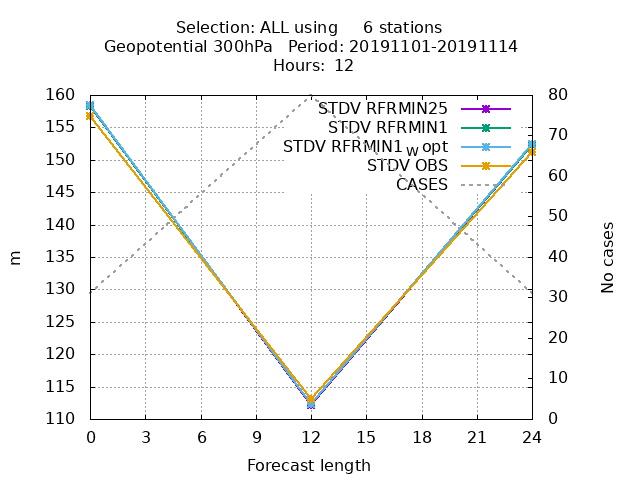 Selection: ALL using     6 stations
Geopotential 300hPa   Period: 20191101-20191114
Hours: 12
160
155
150
145
140
135
130
125
120
115
110
m
80
70
60
50
40
30
20
10
0
No cases
STDV RFRMIN25
STDV RFRMIN1
STDV RFRMIN1wopt
STDV OBS
CASES
0 3 6 9 12 15 18 21 24
Forecast length